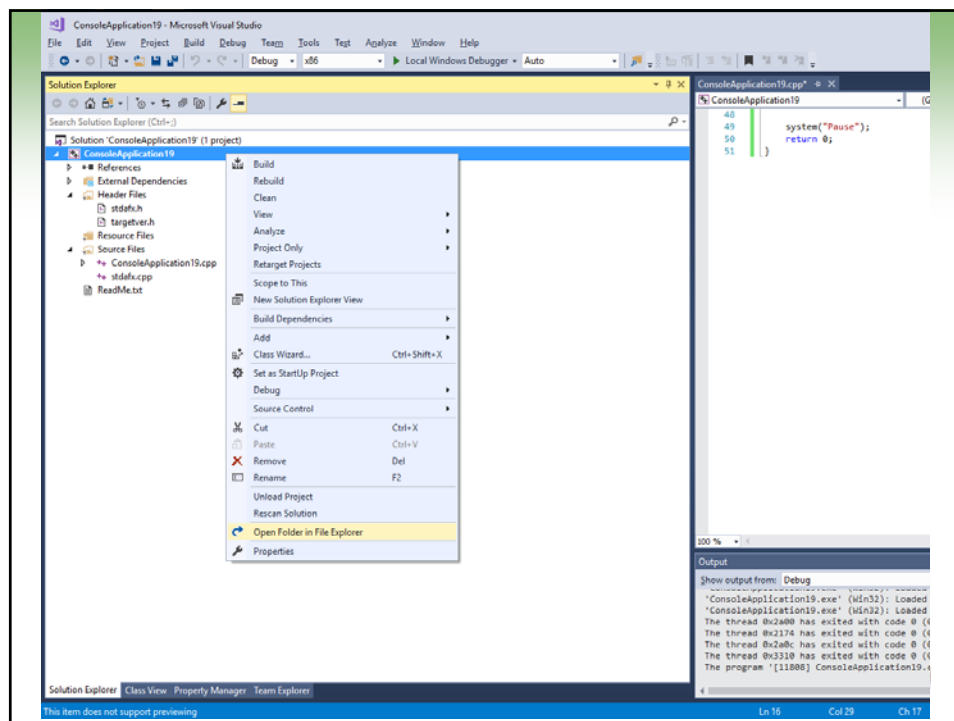 ConsoleApplication19 - Microsoft Visual Studio
File Edit View Project Build Debug Team Tools Test Analyze Window Help
Debug x86 Local Windows Debugger Auto
Solution Explorer
Search Solution Explorer (Ctrl+;)
Solution 'ConsoleApplication19' (1 project)
ConsoleApplication19
References
External Dependencies
Header Files
stdafx.h
targetver.h
Resource Files
Source Files
ConsoleApplication19.cpp
stdafx.cpp
ReadMe.txt
Build
Rebuild
Clean
View
Analyze
Project Only
Retarget Projects
Scope to This
New Solution Explorer View
Build Dependencies
Add
Class Wizard... Ctrl+Shift+X
Set as StartUp Project
Debug
Source Control
Cut Ctrl+X
Paste Ctrl+V
Remove Del
Rename F2
Unload Project
Rescan Solution
Open Folder in File Explorer
Properties
Solution Explorer Class View Property Manager Team Explorer
ConsoleApplication19.cpp*
ConsoleApplication19 (G
48
49 system("Pause");
50 return 0;
51 }
100 %
Output
Show output from: Debug
'ConsoleApplication19.exe' (Win32): Loaded
'ConsoleApplication19.exe' (Win32): Loaded
The thread 0x2a00 has exited with code 0 (
The thread 0x2174 has exited with code 0 (
The thread 0x2a0c has exited with code 0 (
The thread 0x3310 has exited with code 0 (
The program '[11808] ConsoleApplication19.
This item does not support previewing Ln 16 Col 29 Ch 17